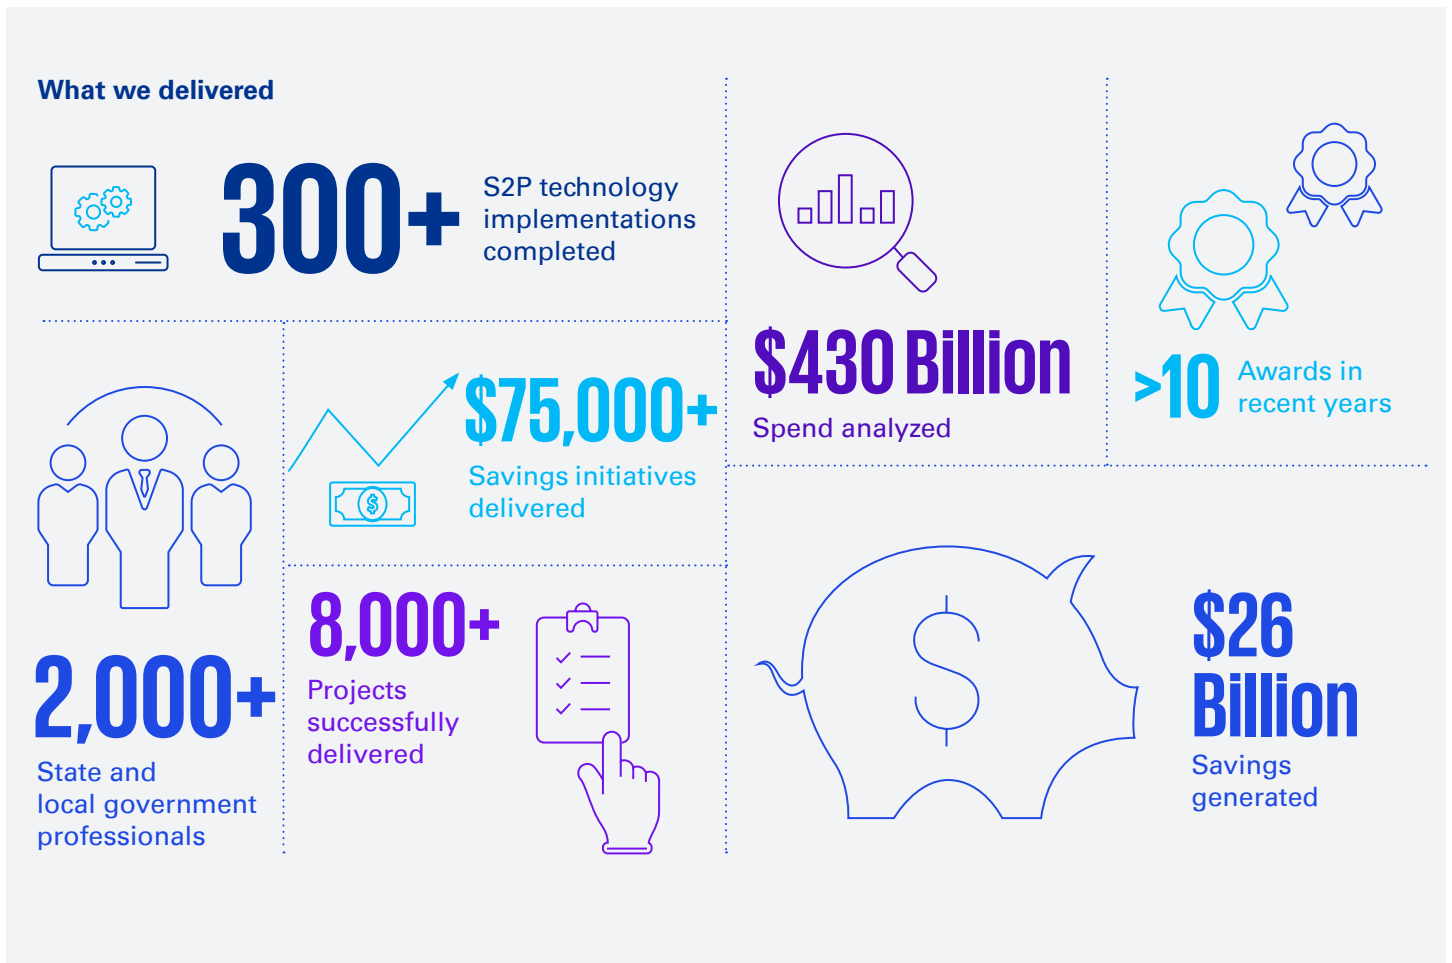 What we delivered
300+
S2P technology
implementations
completed
$430 Billion
Spend analyzed
>10
Awards in
recent years
2,000+
State and
local government
professionals
$75,000+
Savings initiatives
delivered
$
8,000+
Projects
successfully
delivered
$
$26
Billion
Savings
generated